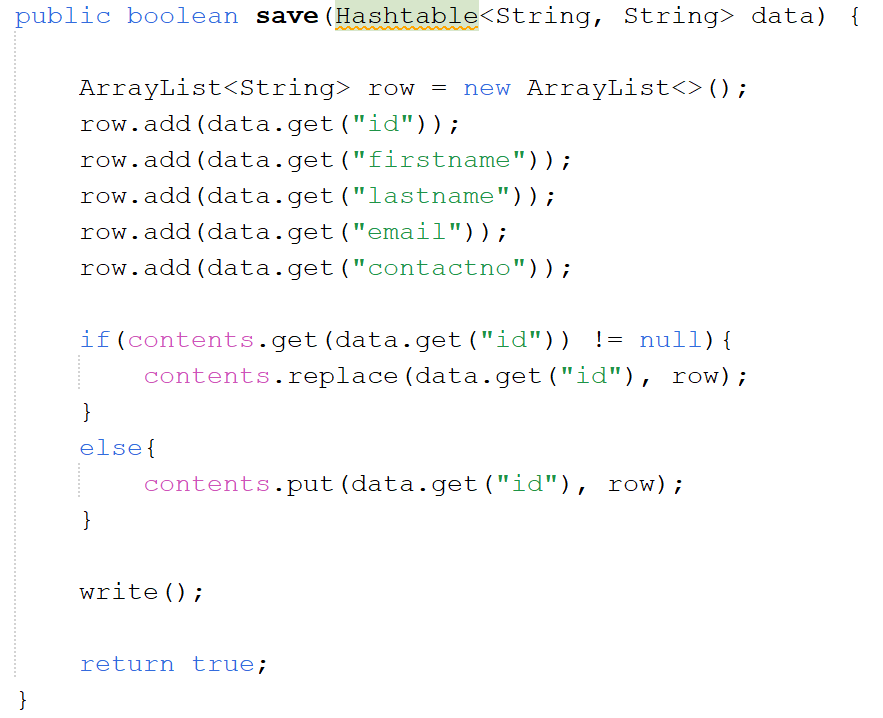 public boolean save(Hashtable<String, String> data) {
ArrayList<String> row = new ArrayList<>();
row.add(data.get("id"));
row.add(data.get("firstname"));
row.add(data.get("lastname"));
row.add(data.get("email"));
row.add(data.get("contactno"));
if(contents.get(data.get("id")) != null){
contents.replace(data.get("id"), row);
}
else{
contents.put(data.get("id"), row);
}
write();
return true;
}